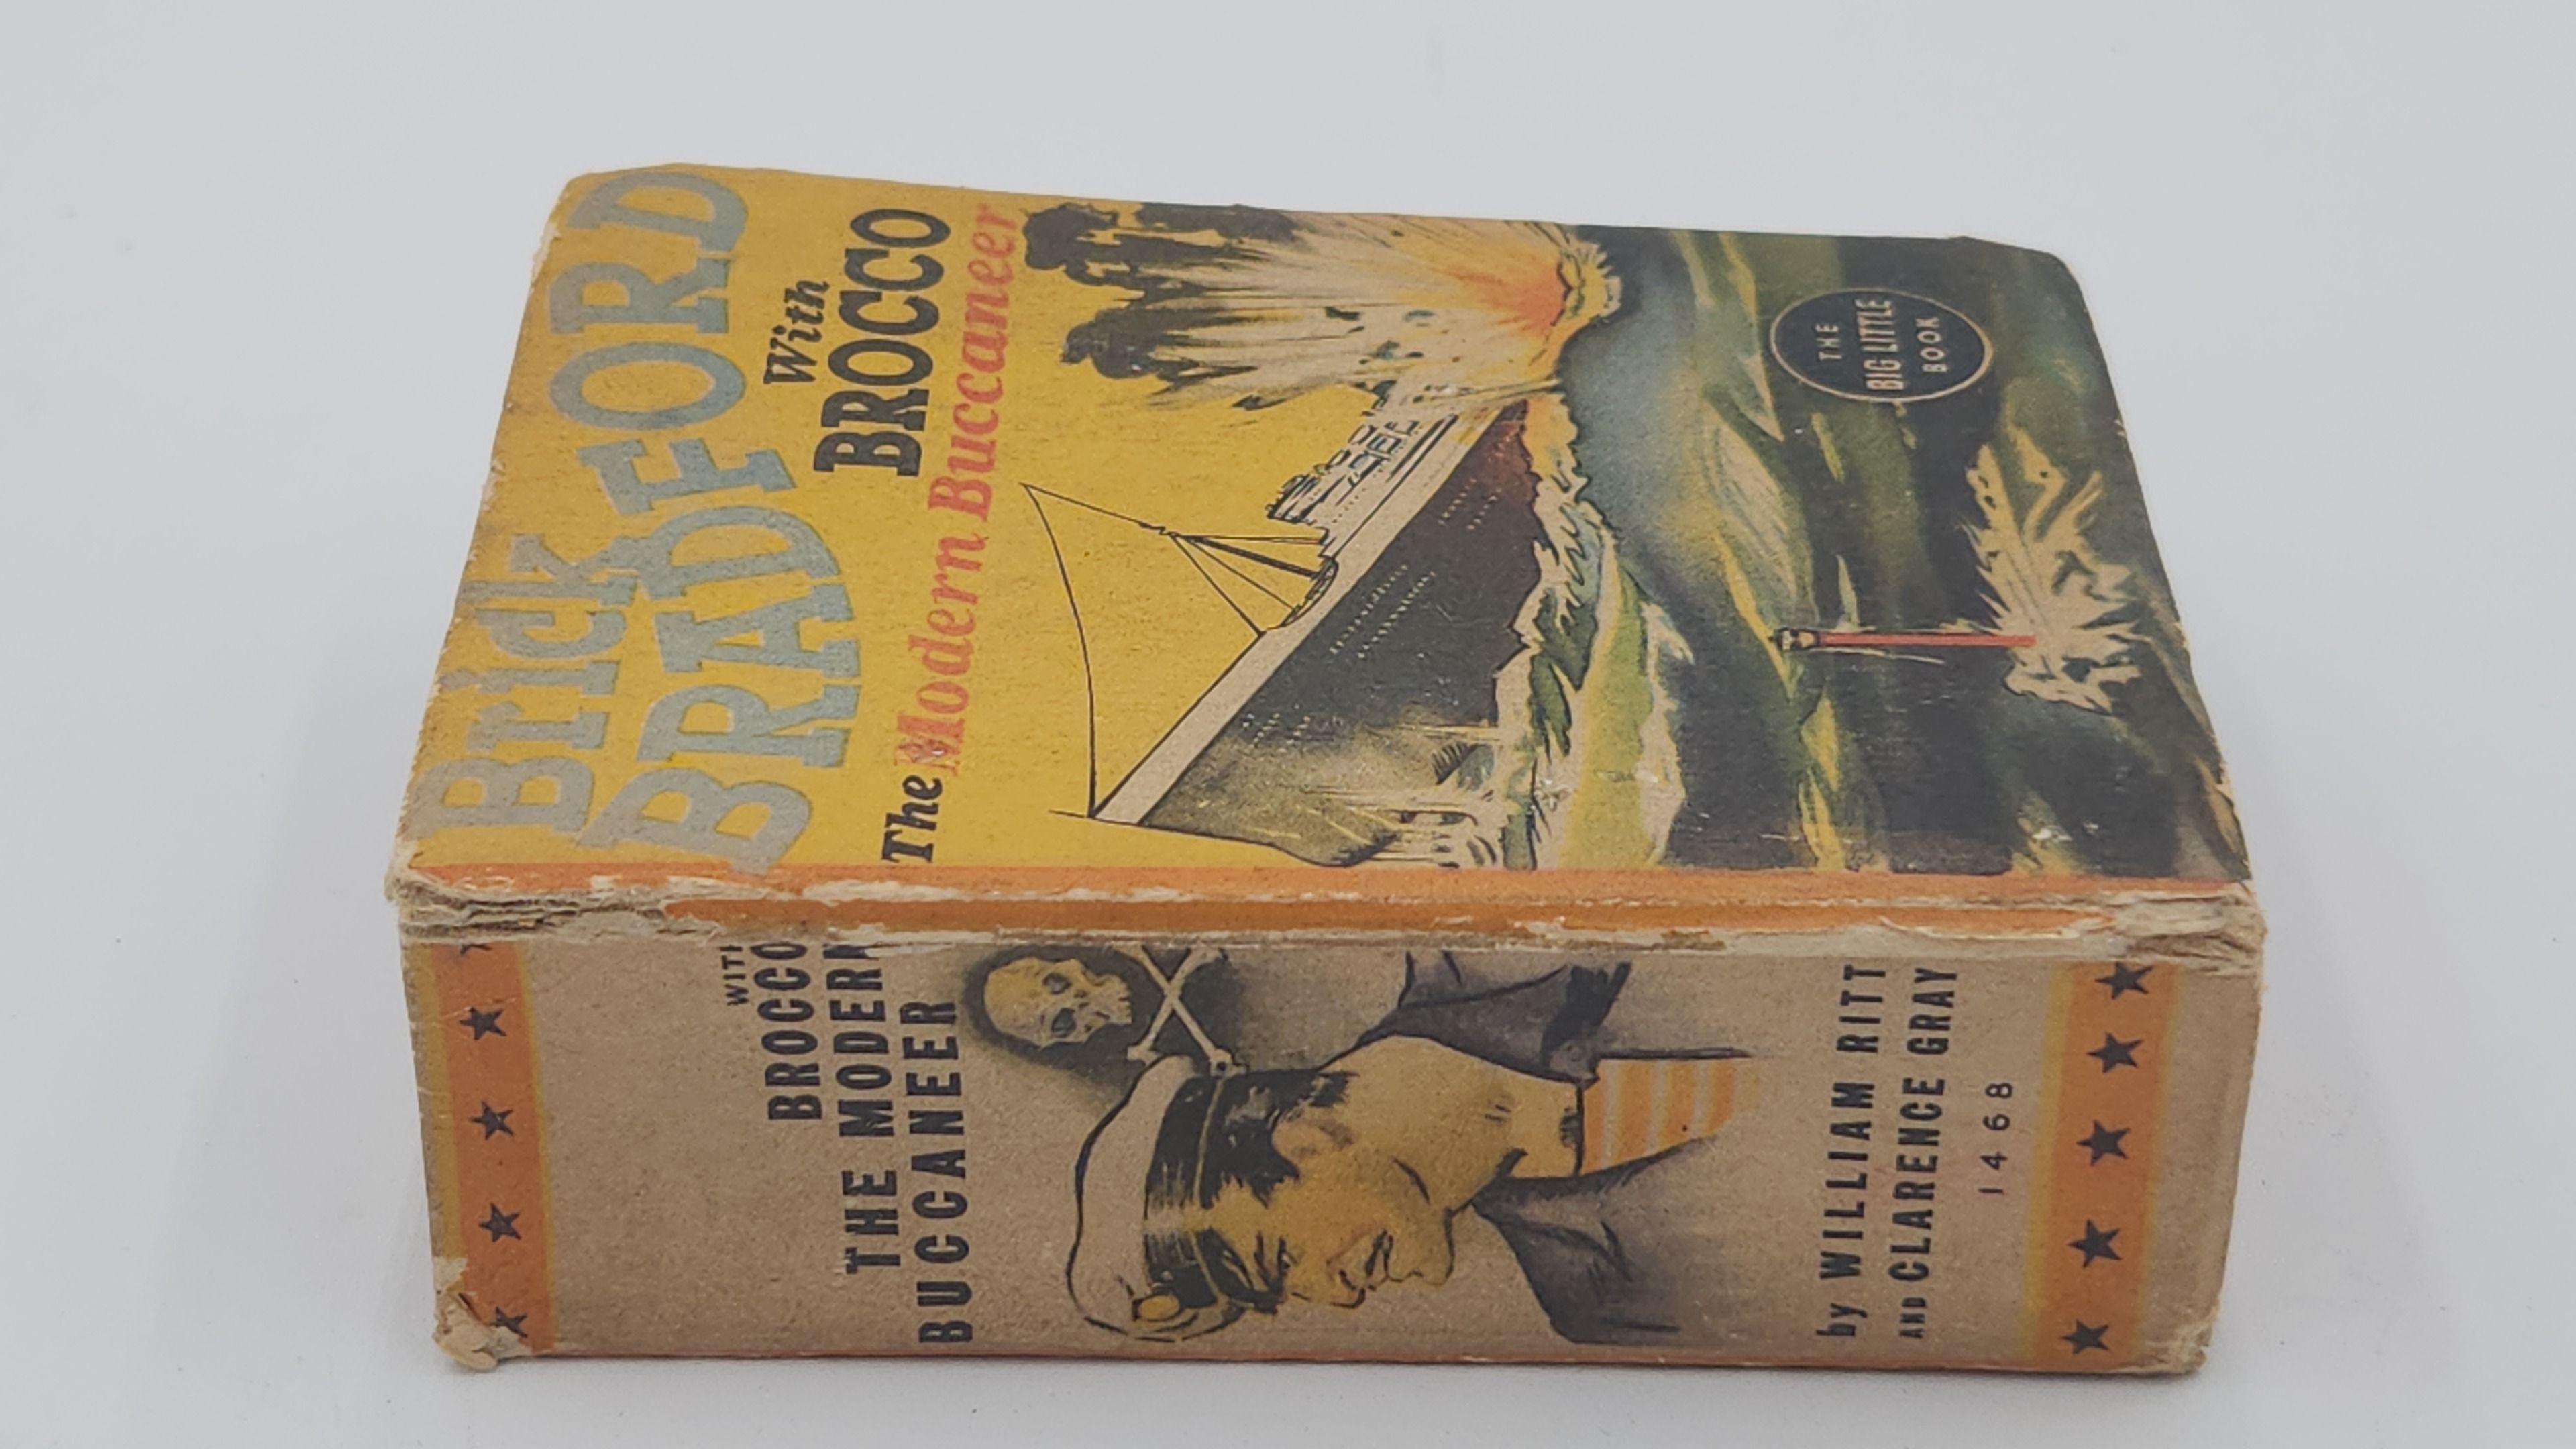 Brick
BRADFORD
With
BROCCO
The Modern Buccaneer
THE
BIG LITTLE
BOOK
WITH
BROCCO
THE MODERN
BUCCANEER
by WILLIAM RITT
AND CLARENCE GRAY
1468